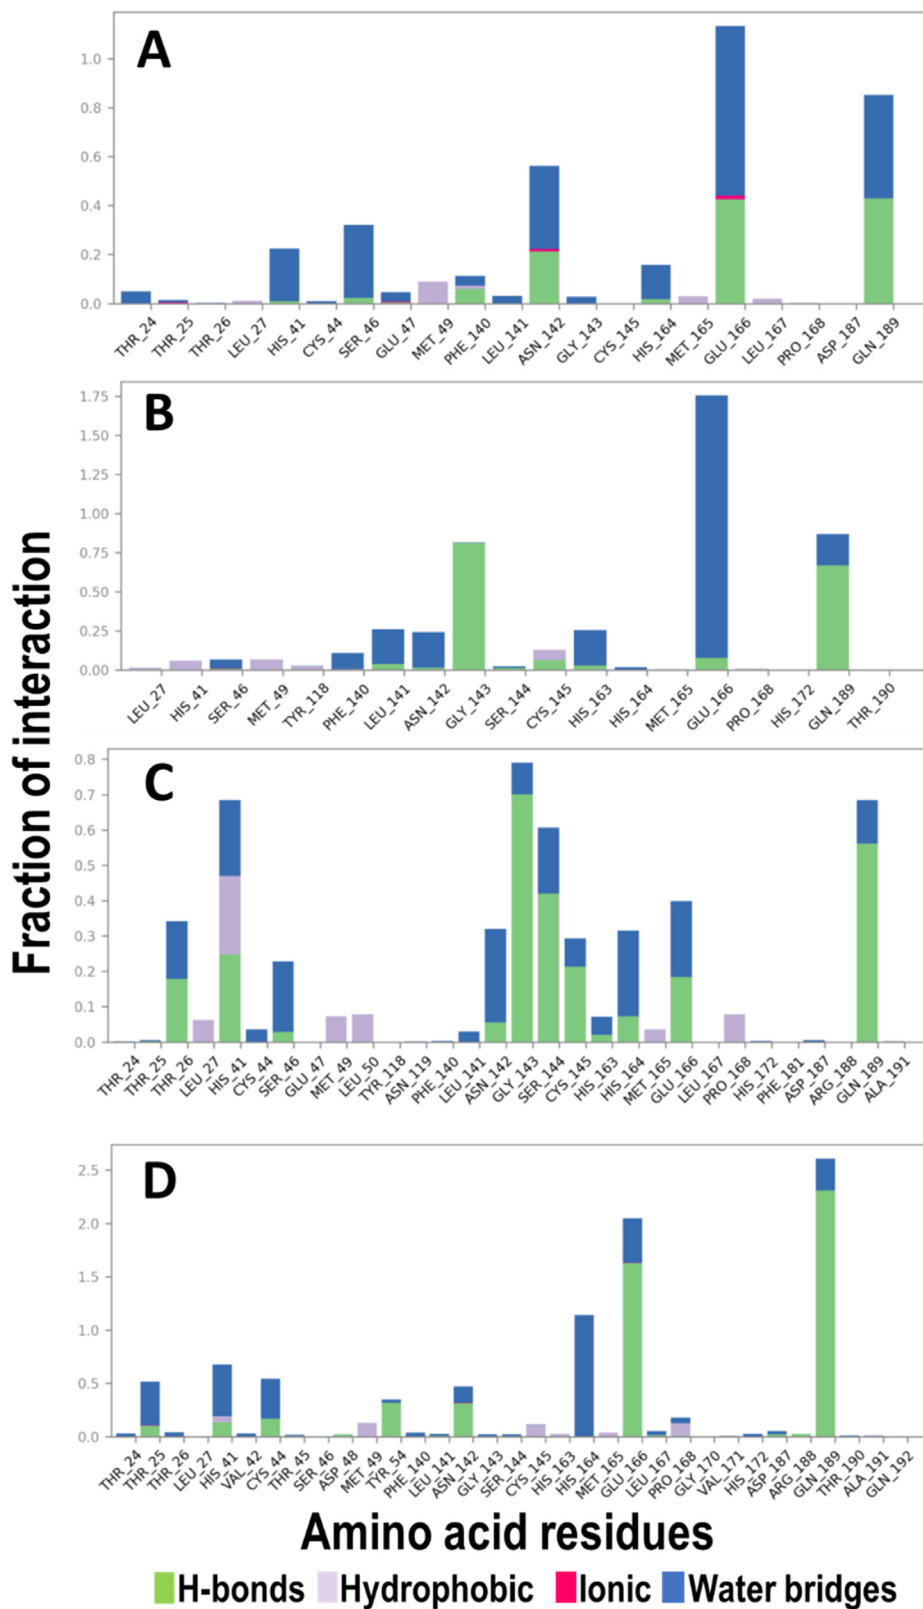 A
1.0
0.8
0.6
0.4
0.2
0.0
THR_24 THR_25 THR_26 LEU_27 HIS_41 CYS_44 SER_46 GLU_47 MET_49 PHE_140 LEU_141 ASN_142 GLY_143 CYS_145 HIS_164 MET_165 GLU_166 LEU_167 PRO_168 ASP_187 GLN_189
B
1.75
1.50
1.25
1.00
0.75
0.50
0.25
0.00
LEU_27 HIS_41 SER_46 MET_49 TYR_118 PHE_140 LEU_141 ASN_142 GLY_143 SER_144 CYS_145 HIS_163 HIS_164 MET_165 GLU_166 PRO_168 HIS_172 GLN_189 THR_190
Fraction of interaction
C
0.8
0.7
0.6
0.5
0.4
0.3
0.2
0.1
0.0
THR_24 THR_25 THR_26 LEU_27 HIS_41 CYS_44 SER_46 GLU_47 MET_49 LEU_50 TYR_118 ASN_119 PHE_140 LEU_141 ASN_142 GLY_143 SER_144 CYS_145 HIS_163 HIS_164 MET_165 GLU_166 LEU_167 PRO_168 HIS_172 PHE_181 ASP_187 ARG_188 GLN_189 ALA_191
D
2.5
2.0
1.5
1.0
0.5
0.0
THR_24 THR_25 THR_26 LEU_27 HIS_41 VAL_42 CYS_44 THR_45 SER_46 ASP_48 MET_49 TYR_54 PHE_140 LEU_141 ASN_142 GLY_143 SER_144 CYS_145 HIS_163 HIS_164 MET_165 GLU_166 LEU_167 PRO_168 GLY_170 VAL_171 HIS_172 ASP_187 ARG_188 GLN_189 THR_190 ALA_191 GLN_192
Amino acid residues
H-bonds Hydrophobic Ionic Water bridges